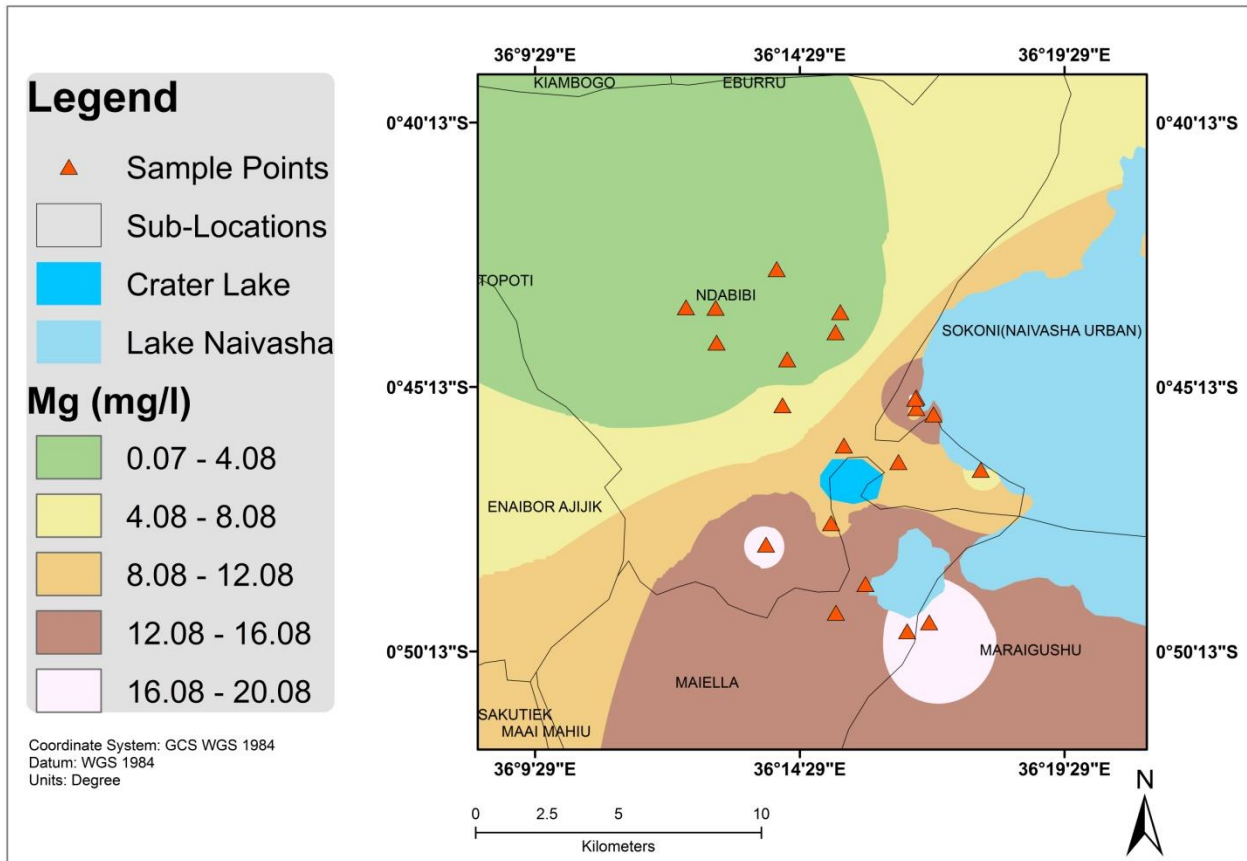 Legend
Sample Points
Sub-Locations
Crater Lake
Lake Naivasha
Mg (mg/l)
0.07 - 4.08
4.08 - 8.08
8.08 - 12.08
12.08 - 16.08
16.08 - 20.08
Coordinate System: GCS WGS 1984
Datum: WGS 1984
Units: Degree
36°9'29"E 36°14'29"E 36°19'29"E
KIAMBOGO EBURRU
0°40'13"S 0°40'13"S
TOPOTI
NDABIBI
SOKONI(NAIVASHA URBAN)
0°45'13"S 0°45'13"S
ENAIBOR AJIJIK
0°50'13"S MARAIGUSHU 0°50'13"S
MAIELLA
SAKUTIEK
MAAI MAHIU
36°9'29"E 36°14'29"E 36°19'29"E
N
0 2.5 5 10
Kilometers